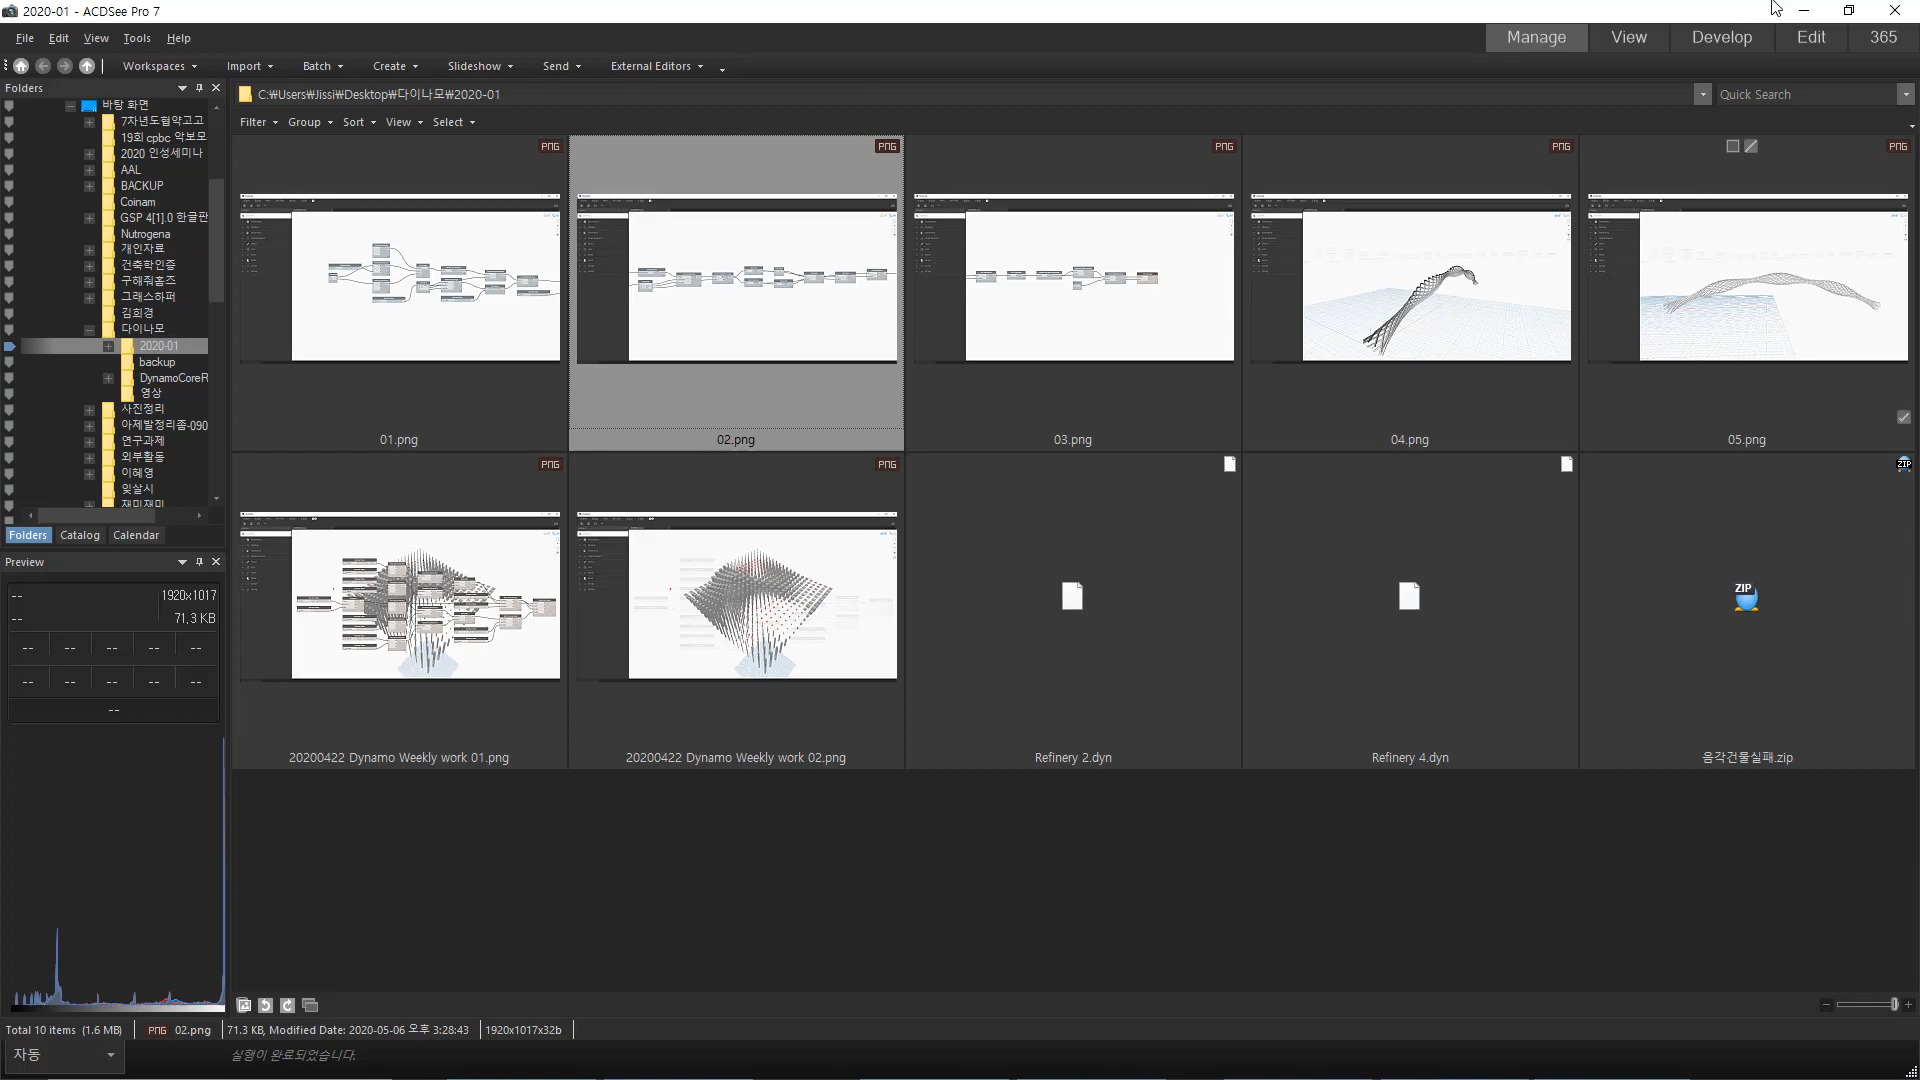 2020-01 - ACDSee Pro 7
File Edit View Tools Help
Manage View Develop Edit 365
Workspaces Import Batch Create Slideshow Send External Editors
Folders
C:₩Users₩Jissi₩Desktop₩다이나모₩2020-01
Quick Search
Filter Group Sort View Select
바탕 화면
7차년도협약고고
19회 cpbc 악보모
2020 인성세미나
AAL
BACKUP
Coinam
GSP 4[1].0 한글판
Nutrogena
개인자료
건축학인증
구해줘홈즈
그래스하퍼
김희경
다이나모
2020-01
backup
DynamoCoreR
영상
사진정리
아제발정리좀-090
연구과제
외부활동
이혜영
잊살시
재미재미
Folders Catalog Calendar
PNG PNG PNG PNG PNG
01.png 02.png 03.png 04.png 05.png
PNG PNG ZIP
ZIP
20200422 Dynamo Weekly work 01.png 20200422 Dynamo Weekly work 02.png Refinery 2.dyn Refinery 4.dyn 음각건물실패.zip
Preview
-- 1920x1017
-- 71.3 KB
-- -- -- -- --
-- -- -- -- --
--
Total 10 items (1.6 MB) PNG 02.png 71.3 KB, Modified Date: 2020-05-06 오후 3:28:43 1920x1017x32b
자동 실행이 완료되었습니다.